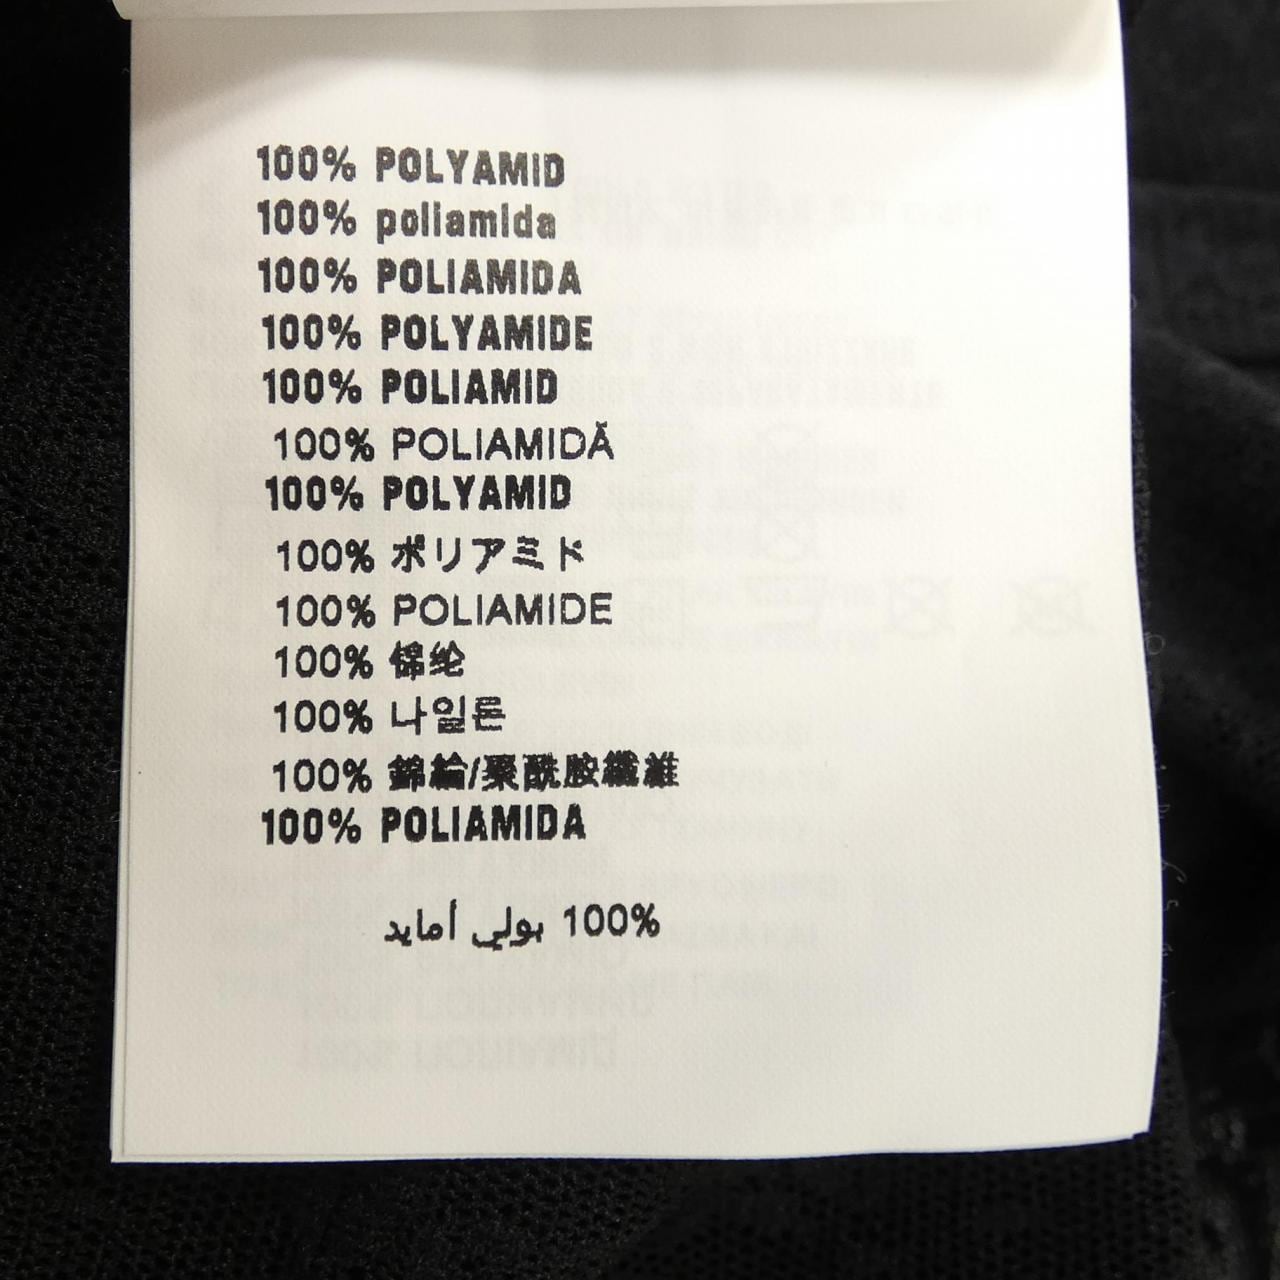 100% POLYAMID
100% poliamida
100% POLIAMIDA
100% POLYAMIDE
100% POLIAMID
100% POLIAMIDĂ
100% POLYAMID
100% ポリアミド
100% POLIAMIDE
100% 锦纶
100% 나일론
100% 錦綸/聚酰胺纖維
100% POLIAMIDA
100% بولي أمايد